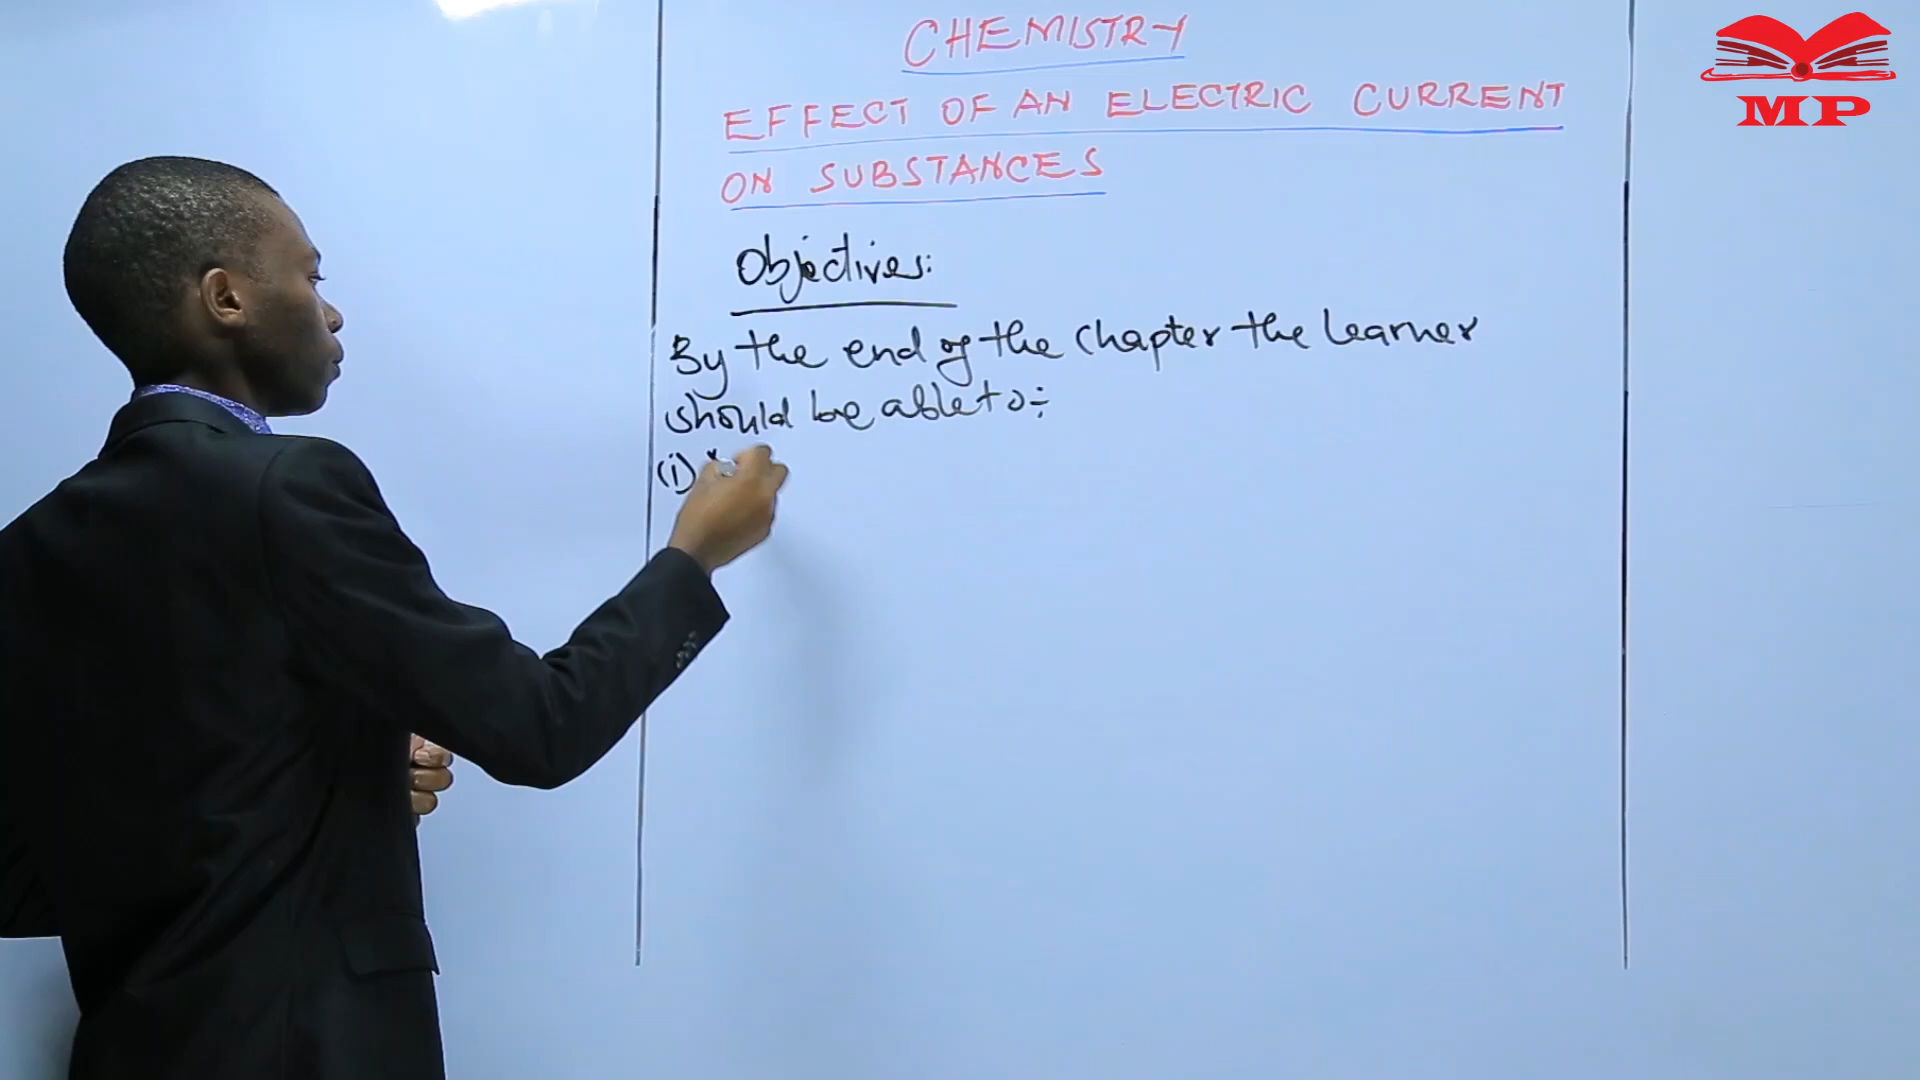 CHEMISTRY
EFFECT OF AN ELECTRIC CURRENT
ON SUBSTANCES
Objectives:
By the end of the chapter the learner
should be able to:-
(i)
MP